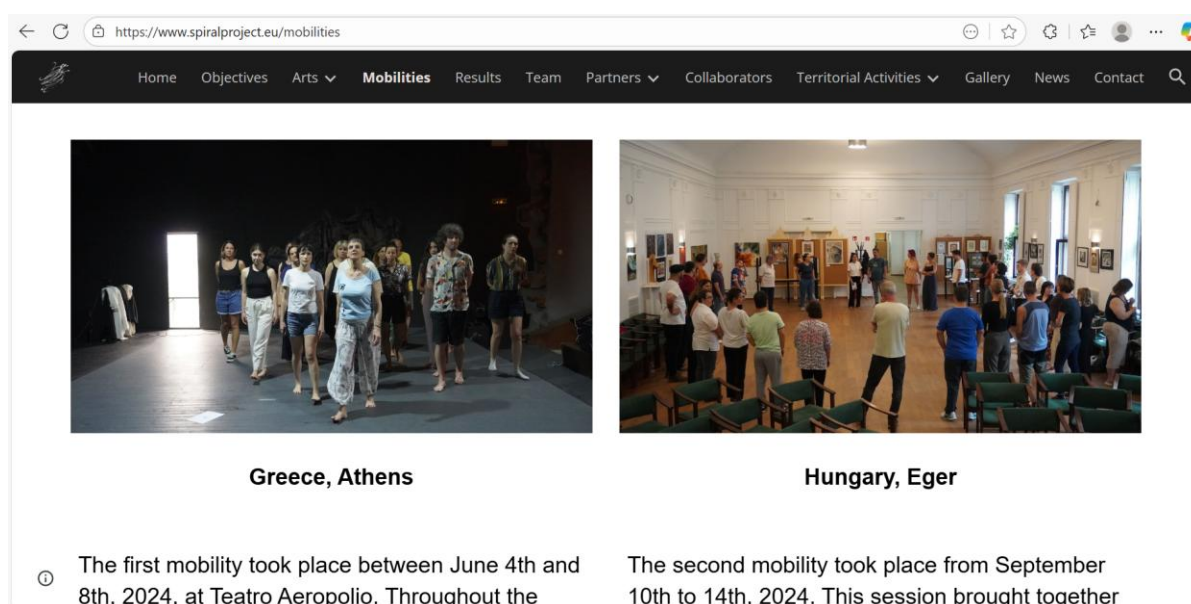 https://www.spiralproject.eu/mobilities
Home Objectives Arts Mobilities Results Team Partners Collaborators Territorial Activities Gallery News Contact
Greece, Athens
Hungary, Eger
The first mobility took place between June 4th and
8th, 2024, at Teatro Aeropolio. Throughout the
The second mobility took place from September
10th to 14th, 2024. This session brought together